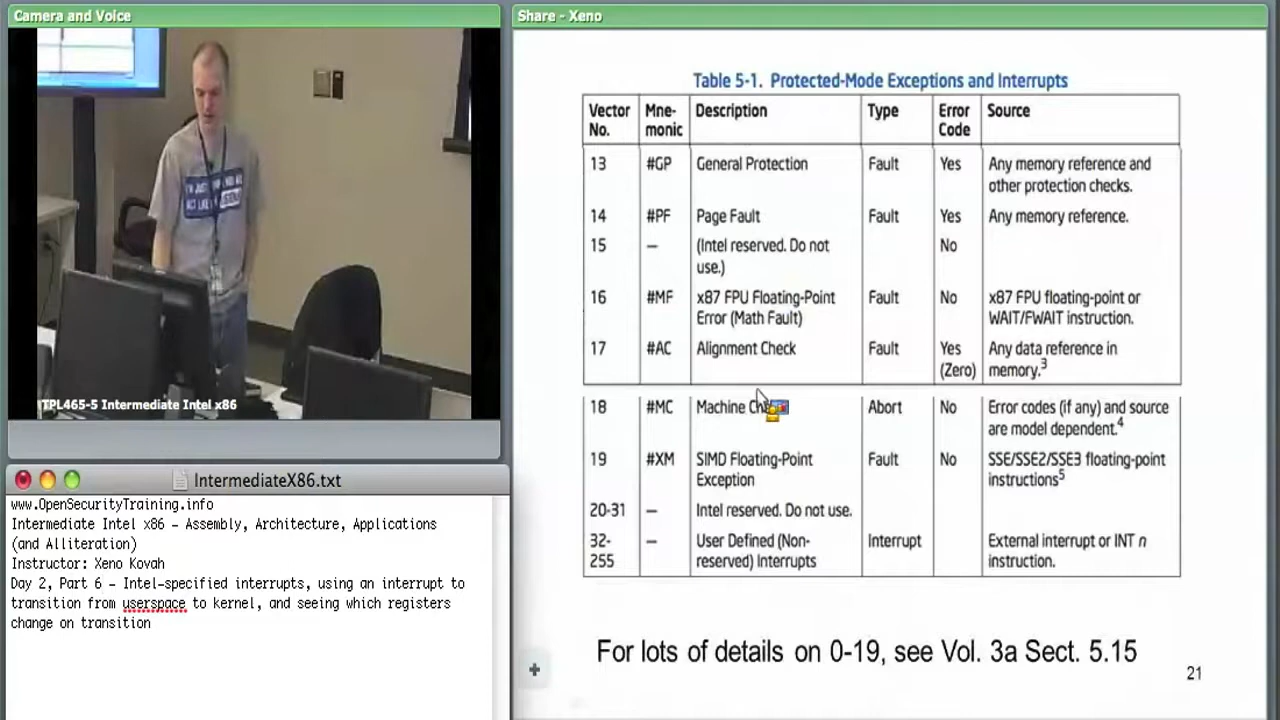 Camera and Voice
TPL465-5 Intermediate Intel x86
IntermediateX86.txt
www.OpenSecurityTraining.info
Intermediate Intel x86 - Assembly, Architecture, Applications
(and Alliteration)
Instructor: Xeno Kovah
Day 2, Part 6 - Intel-specified interrupts, using an interrupt to
transition from userspace to kernel, and seeing which registers
change on transition
Share - Xeno
Table 5-1. Protected-Mode Exceptions and Interrupts
Vector No. Mne-monic Description Type Error Code Source
13 #GP General Protection Fault Yes Any memory reference and
other protection checks.
14 #PF Page Fault Fault Yes Any memory reference.
15 — (Intel reserved. Do not No
use.)
16 #MF x87 FPU Floating-Point Fault No x87 FPU floating-point or
Error (Math Fault) WAIT/FWAIT instruction.
17 #AC Alignment Check Fault Yes Any data reference in
(Zero) memory.3
18 #MC Machine Abort No Error codes (if any) and source
are model dependent.4
19 #XM SIMD Floating-Point Fault No SSE/SSE2/SSE3 floating-point
Exception instructions5
20-31 — Intel reserved. Do not use.
32- — User Defined (Non- Interrupt External interrupt or INT n
255 reserved) Interrupts instruction.
For lots of details on 0-19, see Vol. 3a Sect. 5.15
21